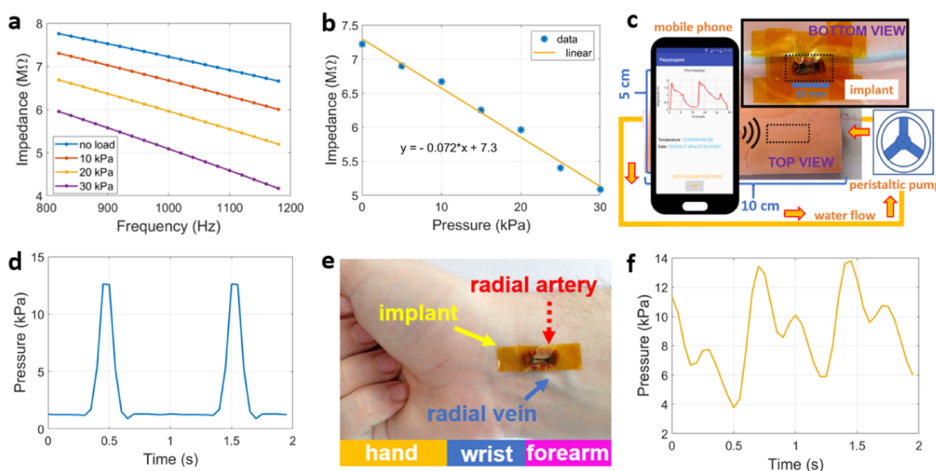 a
Impedance (MΩ)
8
7
6
5
4
no load
10 kPa
20 kPa
30 kPa
800
900
1000
1100
1200
Frequency (Hz)
b
Impedance (MΩ)
7.5
7
6.5
6
5.5
5
data
linear
y = - 0.072*x + 7.3
0
10
20
30
Pressure (kPa)
c
mobile phone
BOTTOM VIEW
implant
5 cm
PiezoImplant
TOP VIEW
10 cm
water flow
peristaltic pump
d
Pressure (kPa)
15
10
5
0
0
0.5
1
1.5
2
Time (s)
e
implant
radial artery
radial vein
hand
wrist
forearm
f
Pressure (kPa)
14
12
10
8
6
4
2
0
0.5
1
1.5
2
Time (s)